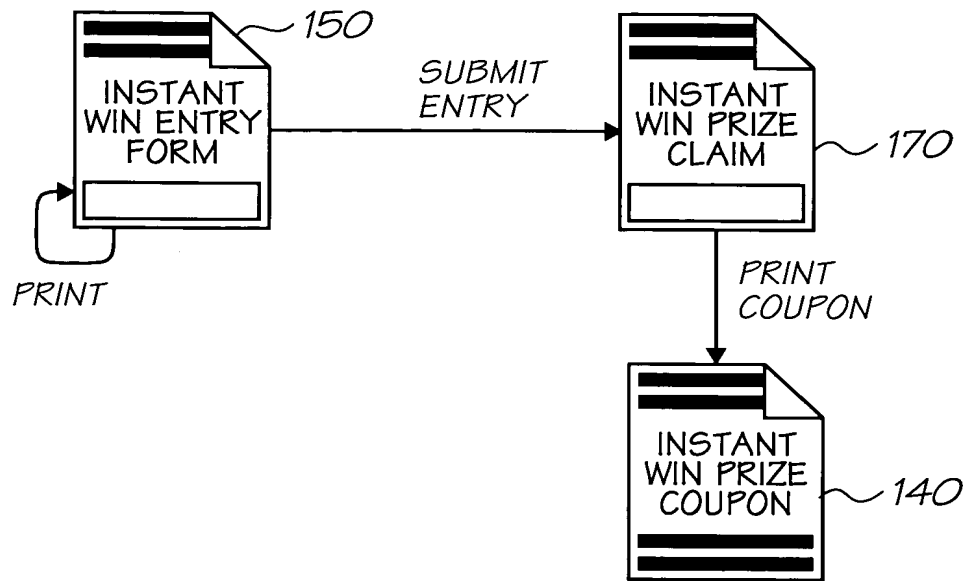 150
INSTANT
WIN ENTRY
FORM
PRINT
SUBMIT
ENTRY
INSTANT
WIN PRIZE
CLAIM
170
PRINT
COUPON
INSTANT
WIN PRIZE
COUPON
140